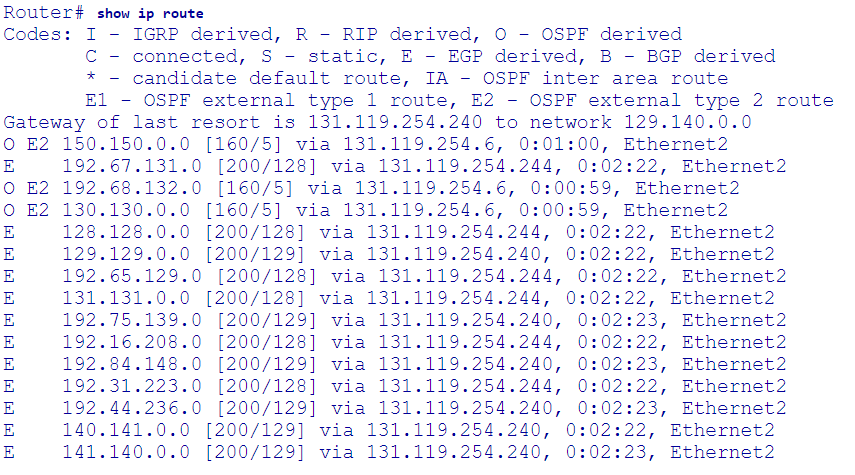 Router# show ip route
Codes: I - IGRP derived, R - RIP derived, O - OSPF derived
C - connected, S - static, E - EGP derived, B - BGP derived
* - candidate default route, IA - OSPF inter area route
E1 - OSPF external type 1 route, E2 - OSPF external type 2 route
Gateway of last resort is 131.119.254.240 to network 129.140.0.0
O E2 150.150.0.0 [160/5] via 131.119.254.6, 0:01:00, Ethernet2
E 192.67.131.0 [200/128] via 131.119.254.244, 0:02:22, Ethernet2
O E2 192.68.132.0 [160/5] via 131.119.254.6, 0:00:59, Ethernet2
O E2 130.130.0.0 [160/5] via 131.119.254.6, 0:00:59, Ethernet2
E 128.128.0.0 [200/128] via 131.119.254.244, 0:02:22, Ethernet2
E 129.129.0.0 [200/129] via 131.119.254.240, 0:02:22, Ethernet2
E 192.65.129.0 [200/128] via 131.119.254.244, 0:02:22, Ethernet2
E 131.131.0.0 [200/128] via 131.119.254.244, 0:02:22, Ethernet2
E 192.75.139.0 [200/129] via 131.119.254.240, 0:02:23, Ethernet2
E 192.16.208.0 [200/128] via 131.119.254.244, 0:02:22, Ethernet2
E 192.84.148.0 [200/129] via 131.119.254.240, 0:02:23, Ethernet2
E 192.31.223.0 [200/128] via 131.119.254.244, 0:02:22, Ethernet2
E 192.44.236.0 [200/129] via 131.119.254.240, 0:02:23, Ethernet2
E 140.141.0.0 [200/129] via 131.119.254.240, 0:02:22, Ethernet2
E 141.140.0.0 [200/129] via 131.119.254.240, 0:02:23, Ethernet2